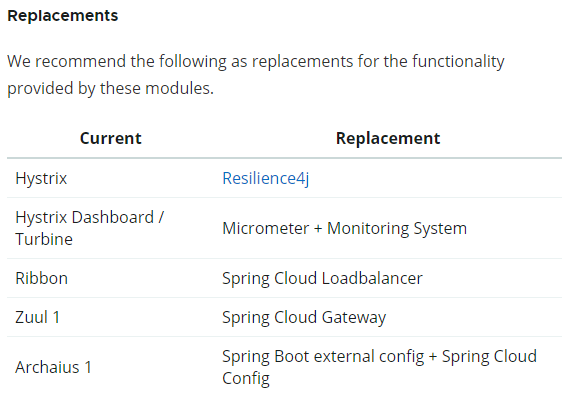 Replacements
We recommend the following as replacements for the functionality
provided by these modules.
Current Replacement
Hystrix Resilience4j
Hystrix Dashboard /
Turbine
Micrometer + Monitoring System
Ribbon Spring Cloud Loadbalancer
Zuul 1 Spring Cloud Gateway
Archaius 1
Spring Boot external config + Spring Cloud
Config